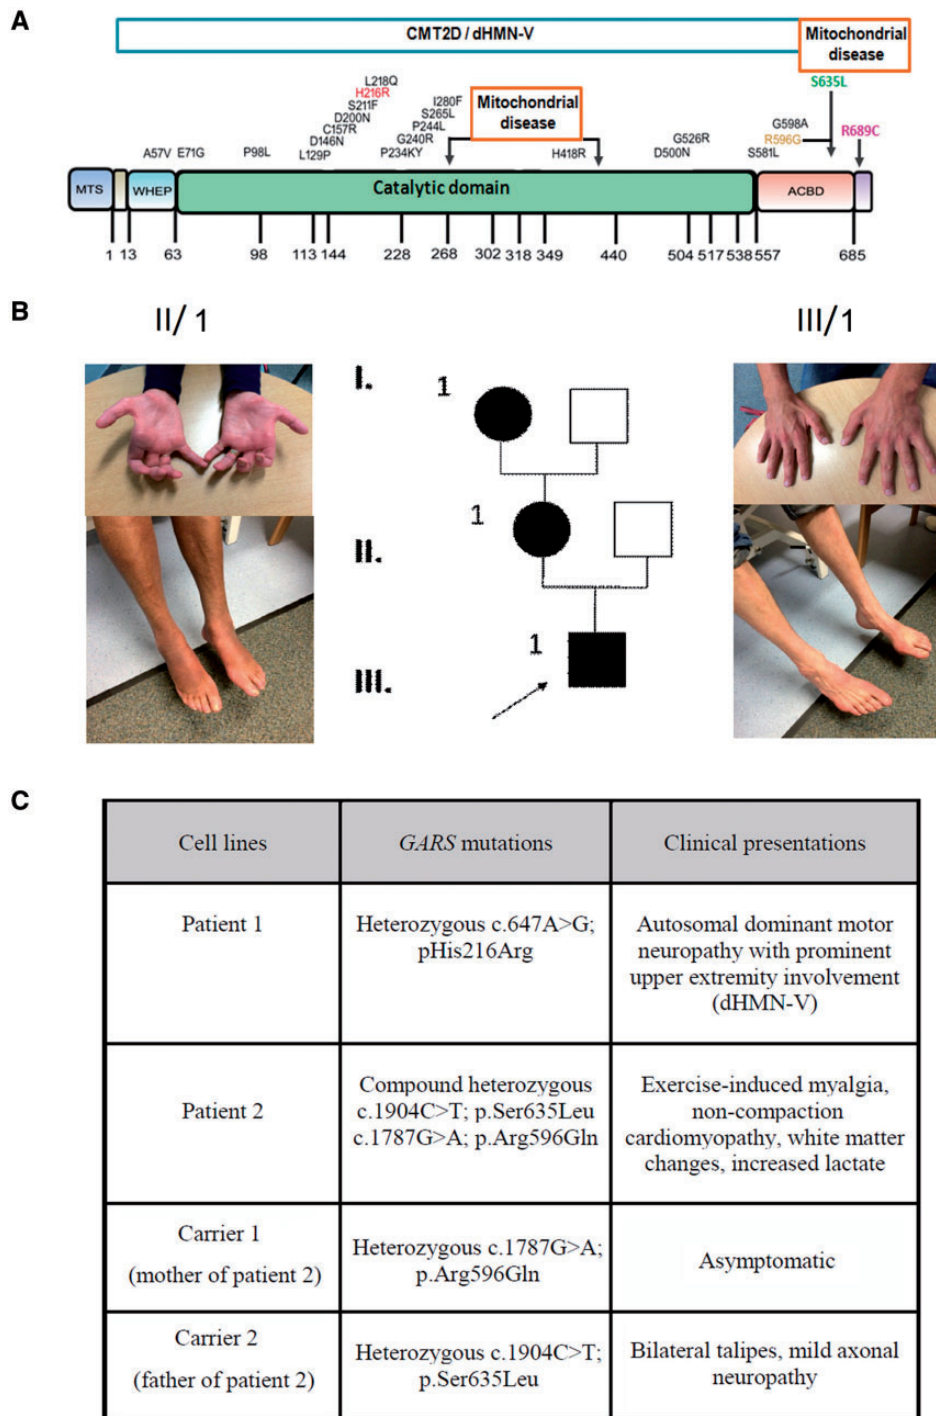 A
CMT2D / dHMN-V
Mitochondrial
disease
L218Q
H216R
S211F
D200N
C157R
D146N
L129P
I280F
S265L
P244L
G240R
P234KY
Mitochondrial
disease
S635L
G598A
R596G
R689C
A57V E71G
P98L
H418R
G526R
D500N
S581L
MTS
WHEP
Catalytic domain
ACBD
1 13 63 98 113 144 228 268 302 318 349 440 504 517 538 557 685
B
II/ 1
III/1
I.
1
1
II.
1
III.
C
Cell lines
GARS mutations
Clinical presentations
Patient 1
Heterozygous c.647A>G;
pHis216Arg
Autosomal dominant motor
neuropathy with prominent
upper extremity involvement
(dHMN-V)
Patient 2
Compound heterozygous
c.1904C>T; p.Ser635Leu
c.1787G>A; p.Arg596Gln
Exercise-induced myalgia,
non-compaction
cardiomyopathy, white matter
changes, increased lactate
Carrier 1
(mother of patient 2)
Heterozygous c.1787G>A;
p.Arg596Gln
Asymptomatic
Carrier 2
(father of patient 2)
Heterozygous c.1904C>T;
p.Ser635Leu
Bilateral talipes, mild axonal
neuropathy